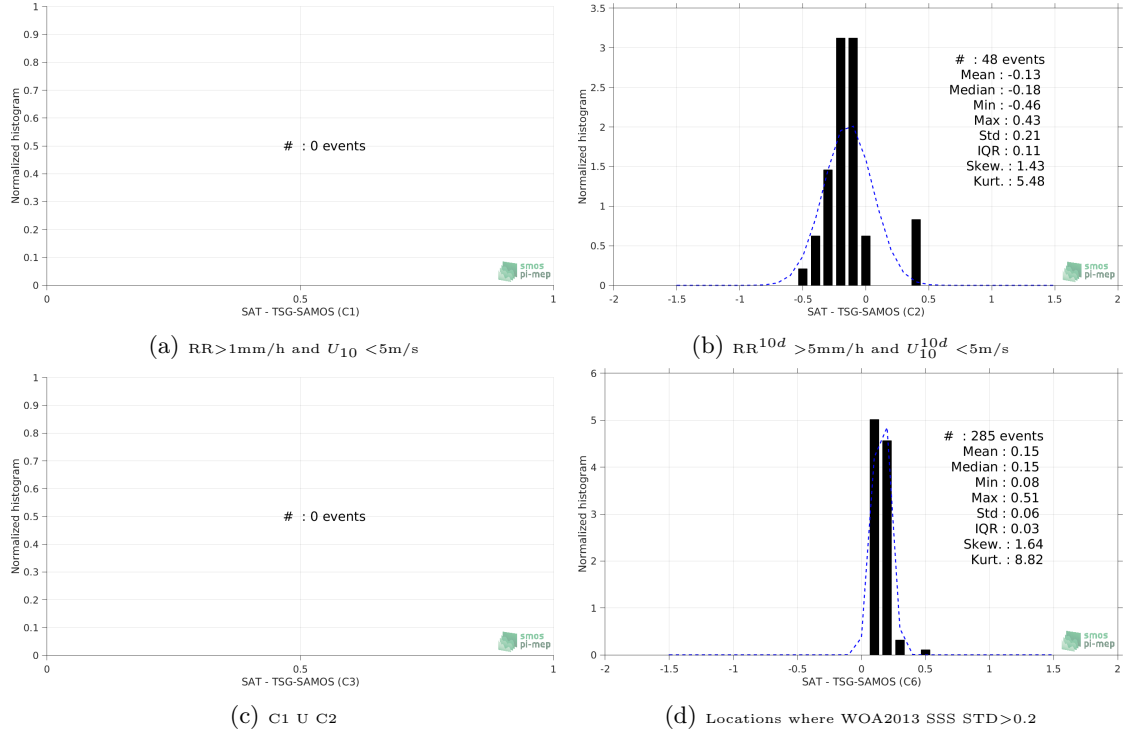 1
0.9
0.8
0.7
0.6
0.5
0.4
0.3
0.2
0.1
0
Normalized histogram
# : 0 events
smos
pi-mep
0 0.5 1
SAT - TSG-SAMOS (C1)
(a) RR>1mm/h and U10 <5m/s
3.5
3
2.5
2
1.5
1
0.5
0
Normalized histogram
# : 48 events
Mean : -0.13
Median : -0.18
Min : -0.46
Max : 0.43
Std : 0.21
IQR : 0.11
Skew. : 1.43
Kurt. : 5.48
smos
pi-mep
-2 -1.5 -1 -0.5 0 0.5 1 1.5 2
SAT - TSG-SAMOS (C2)
(b) RR^10d >5mm/h and U10^10d <5m/s
1
0.9
0.8
0.7
0.6
0.5
0.4
0.3
0.2
0.1
0
Normalized histogram
# : 0 events
smos
pi-mep
0 0.5 1
SAT - TSG-SAMOS (C3)
(c) C1 U C2
6
5
4
3
2
1
0
Normalized histogram
# : 285 events
Mean : 0.15
Median : 0.15
Min : 0.08
Max : 0.51
Std : 0.06
IQR : 0.03
Skew. : 1.64
Kurt. : 8.82
smos
pi-mep
-2 -1.5 -1 -0.5 0 0.5 1 1.5 2
SAT - TSG-SAMOS (C6)
(d) Locations where WOA2013 SSS STD>0.2